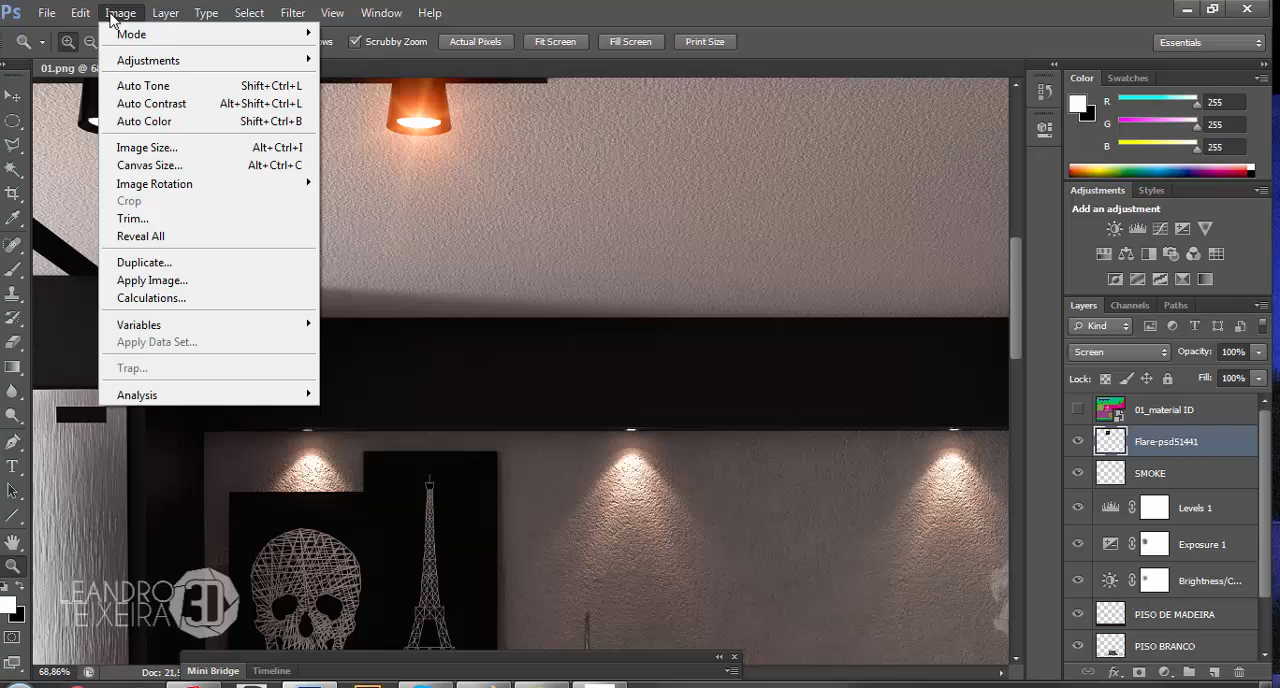 Ps File Edit Image Layer Type Select Filter View Window Help
ows Scrubby Zoom Actual Pixels Fit Screen Fill Screen Print Size Essentials
01.png @ 6
Mode
Adjustments
Auto Tone Shift+Ctrl+L
Auto Contrast Alt+Shift+Ctrl+L
Auto Color Shift+Ctrl+B
Image Size... Alt+Ctrl+I
Canvas Size... Alt+Ctrl+C
Image Rotation
Crop
Trim...
Reveal All
Duplicate...
Apply Image...
Calculations...
Variables
Apply Data Set...
Trap...
Analysis
Color Swatches
R 255
G 255
B 255
Adjustments Styles
Add an adjustment
Layers Channels Paths
Kind
Screen Opacity: 100%
Lock: Fill: 100%
01_material ID
Flare-psd51441
SMOKE
Levels 1
Exposure 1
Brightness/C...
PISO DE MADEIRA
PISO BRANCO
LEANDRO
TEIXEIRA 3D
68,86% Doc: 21,5
Mini Bridge Timeline